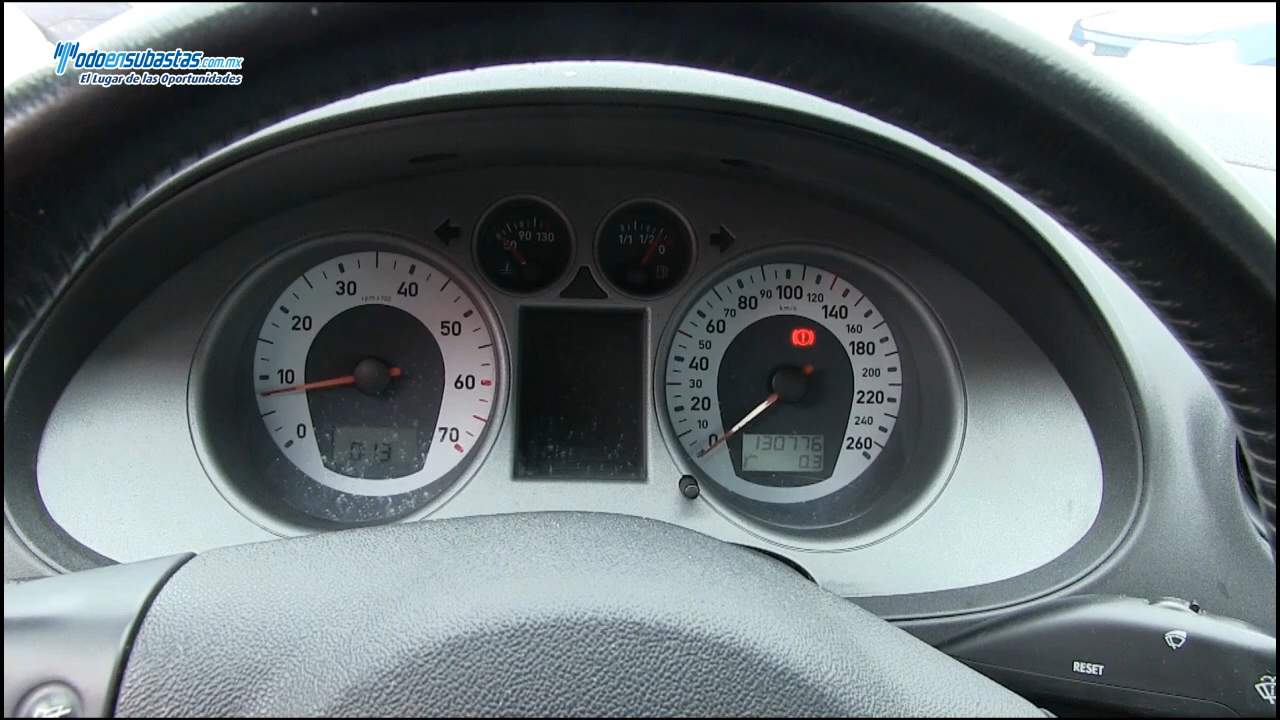 todoensubastas.com.mx
El Lugar de las Oportunidades
0 10 20 30 40 50 60 70
rpm x 100
013
90 130
1/1 1/2 0
0 10 20 30 40 50 60 70 80 90 100 120 140 160 180 200 220 240 260
km/h
130776
0.3
RESET